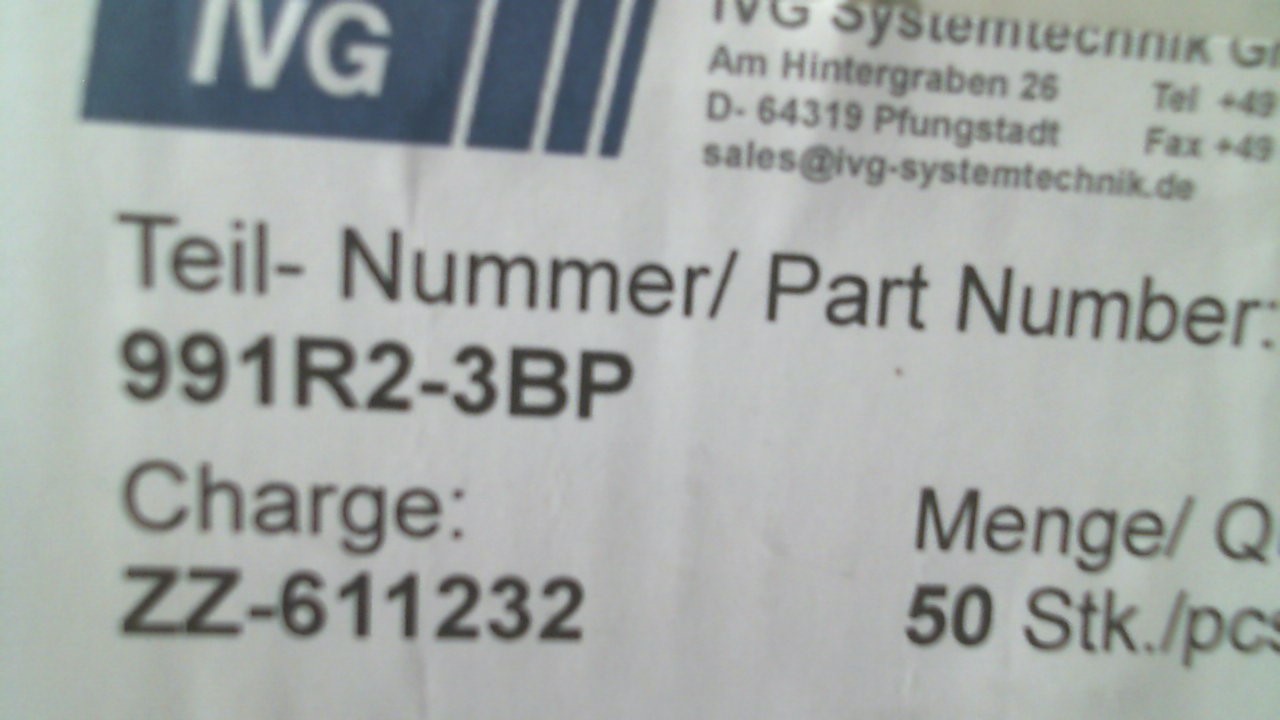 IVG
IVG Systemtechnik
Am Hintergraben 26
Tel +49
D- 64319 Pfungstadt
Fax +49
sales@ivg-systemtechnik.de
Teil- Nummer/ Part Number:
991R2-3BP
Charge:
Menge/ Q
ZZ-611232
50 Stk./pcs